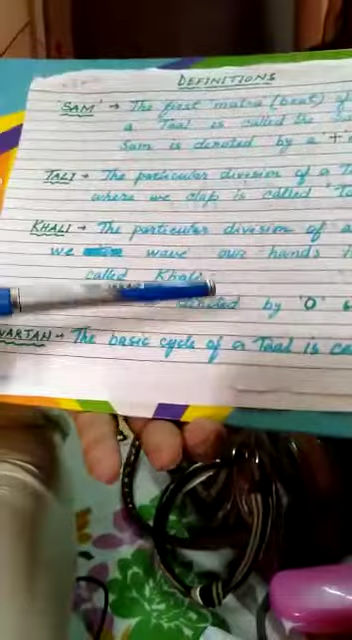 DEFINITIONS
'SAM' → The first matra (beat) of
a Taal is called the
Sam is denoted by a '+'
TALI → The particular division of a
where we clap is called
KHALI → The particular division of a
we wave our hands
called Khali.
denoted by 'O'
VARTAN → The basic cycle of a Taal is